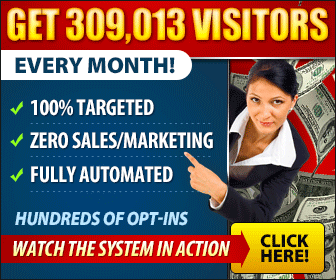 GET 309,013 VISITORS
EVERY MONTH!
100% TARGETED
ZERO SALES/MARKETING
FULLY AUTOMATED
HUNDREDS OF OPT-INS
WATCH THE SYSTEM IN ACTION
CLICK
HERE!